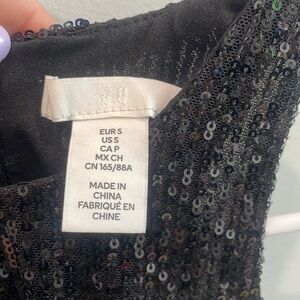 EUR S
US S
CA P
MX CH
CN 165/88A
MADE IN
CHINA
FABRIQUÉ EN
CHINE